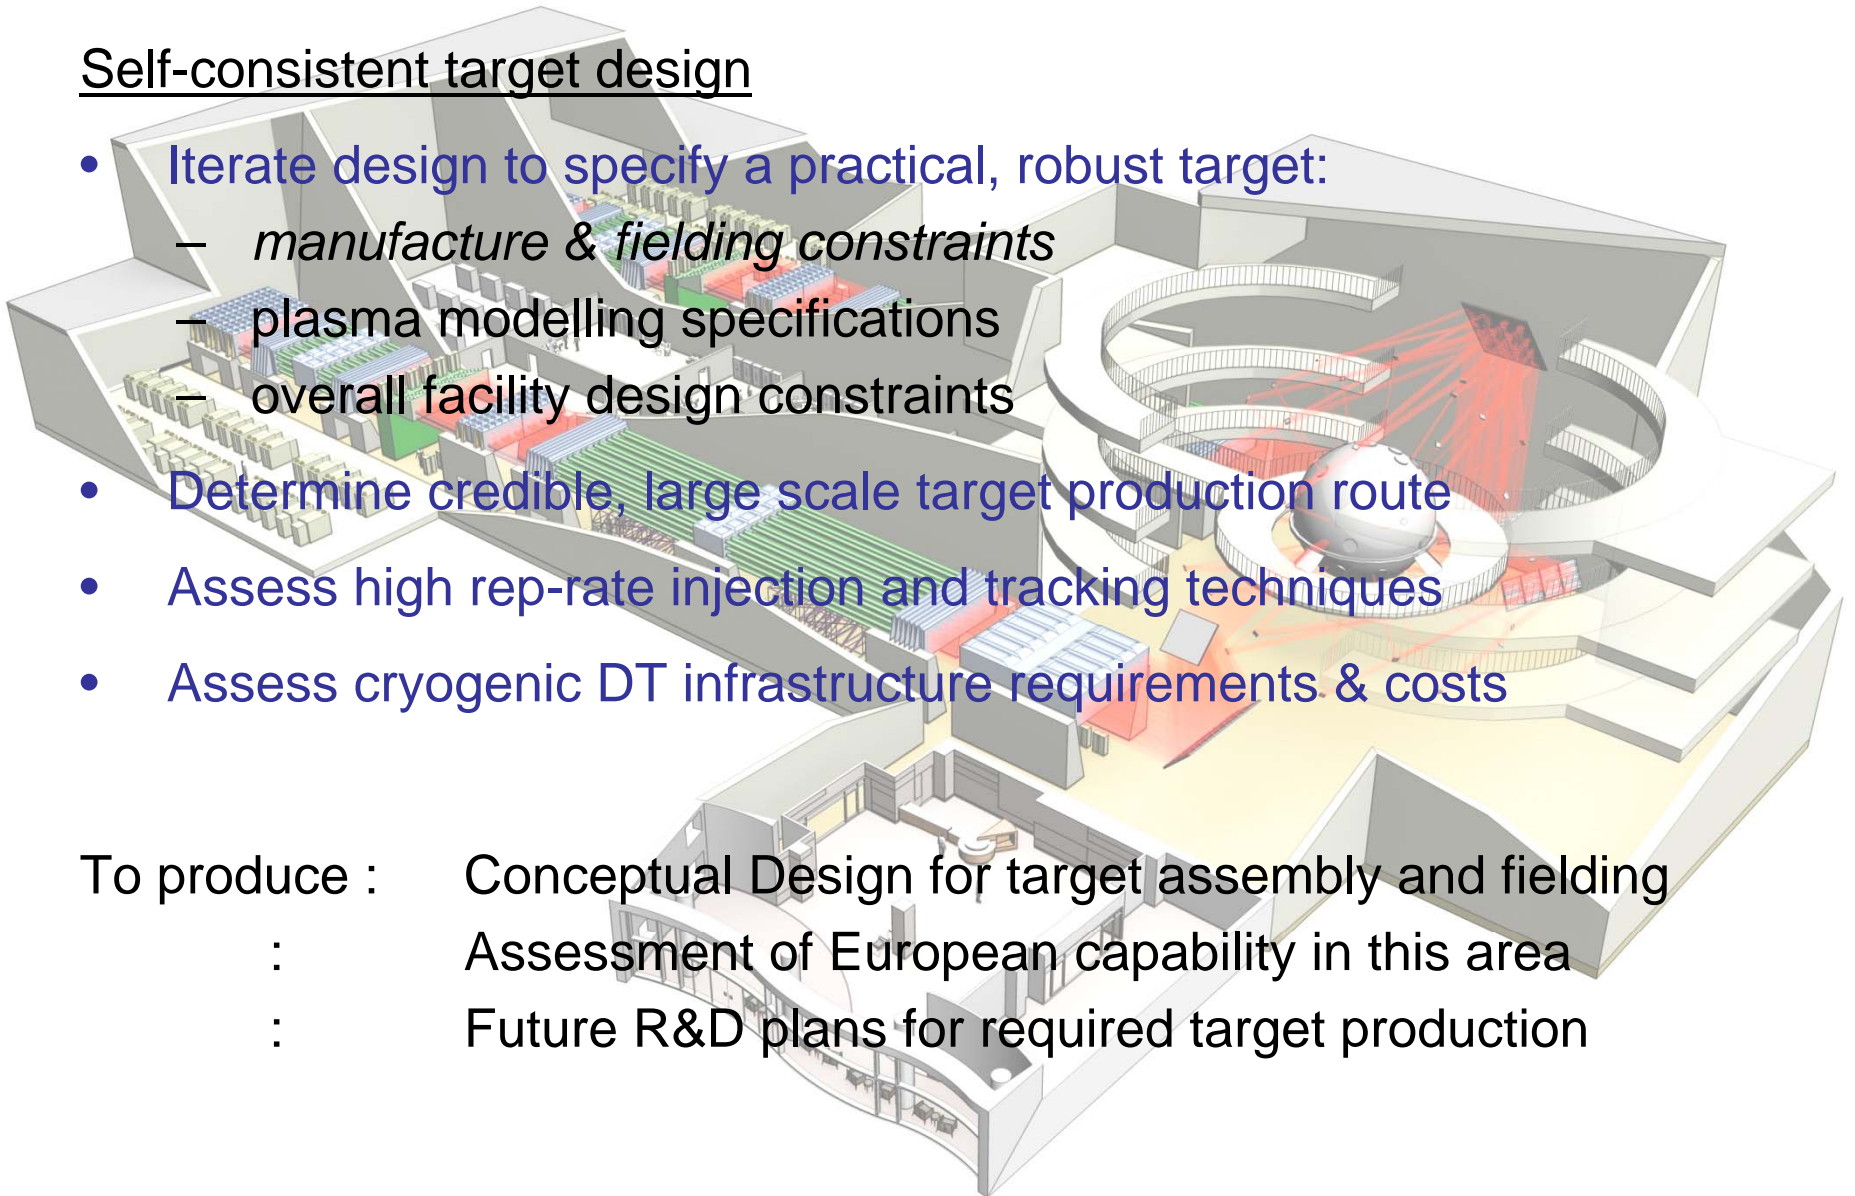 Self-consistent target design
• Iterate design to specify a practical, robust target:
– manufacture & fielding constraints
– plasma modelling specifications
– overall facility design constraints
• Determine credible, large scale target production route
• Assess high rep-rate injection and tracking techniques
• Assess cryogenic DT infrastructure requirements & costs
To produce : Conceptual Design for target assembly and fielding
: Assessment of European capability in this area
: Future R&D plans for required target production